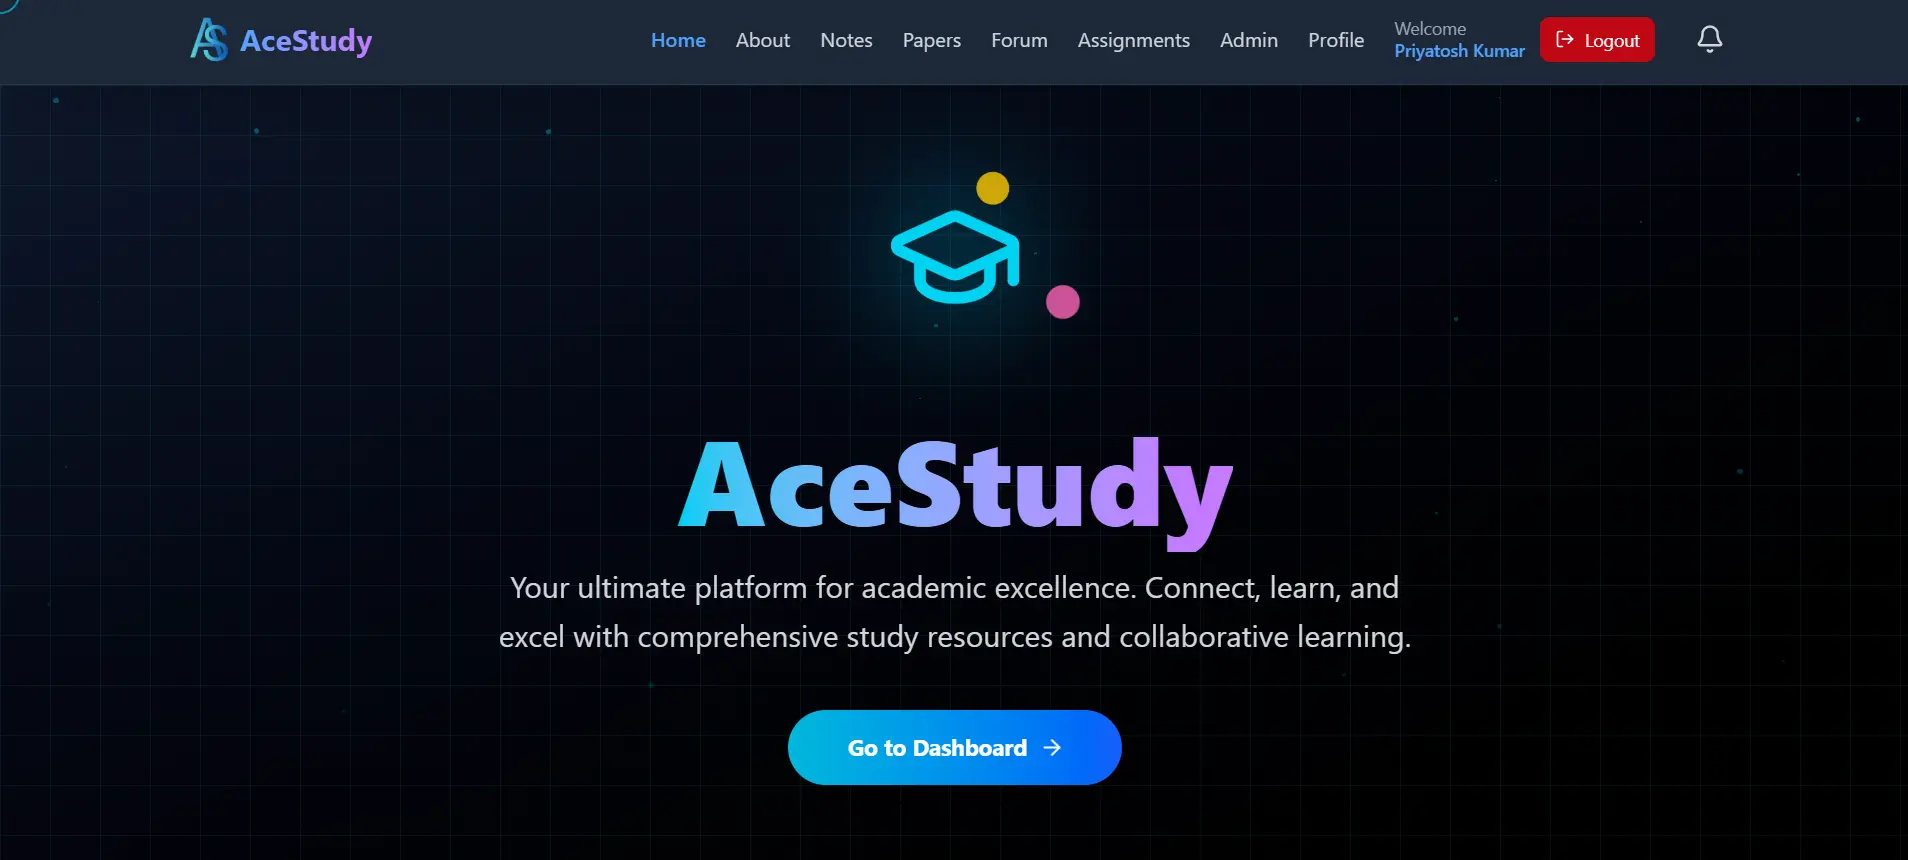 AceStudy
Home
About
Notes
Papers
Forum
Assignments
Admin
Profile
Welcome
Priyatosh Kumar
Logout
AceStudy
Your ultimate platform for academic excellence. Connect, learn, and
excel with comprehensive study resources and collaborative learning.
Go to Dashboard